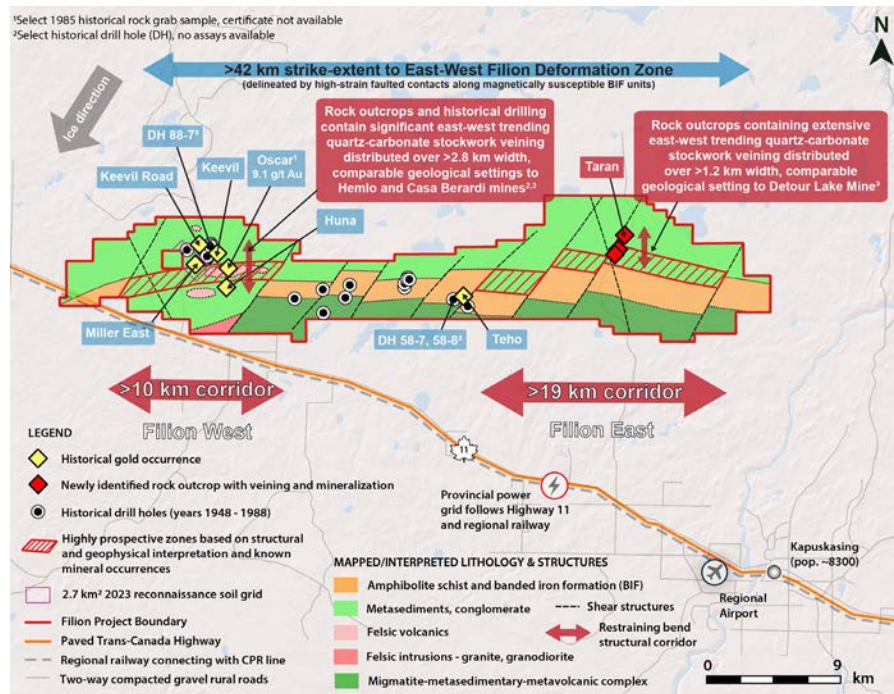 ¹Select 1985 historical rock grab sample, certificate not available
²Select historical drill hole (DH), no assays available
N
>42 km strike-extent to East-West Filion Deformation Zone
(delineated by high-strain faulted contacts along magnetically susceptible BIF units)
Ice direction
DH 88-7²
Keevil Road
Keevil
Oscar¹
9.1 g/t Au
Rock outcrops and historical drilling
contain significant east-west trending
quartz-carbonate stockwork veining
distributed over >2.8 km width,
comparable geological settings to
Hemlo and Casa Berardi mines²,³
Huna
Taran
Rock outcrops containing extensive
east-west trending quartz-carbonate
stockwork veining distributed
over >1.2 km width, comparable
geological setting to Detour Lake Mine³
Miller East
DH 58-7, 58-8²
Teho
>10 km corridor
Filion West
>19 km corridor
Filion East
11
Provincial power
grid follows Highway 11
and regional railway
Kapuskasing
(pop. ~8300)
Regional
Airport
LEGEND
Historical gold occurrence
Newly identified rock outcrop with veining and mineralization
Historical drill holes (years 1948 - 1988)
Highly prospective zones based on structural
and geophysical interpretation and known
mineral occurrences
2.7 km² 2023 reconnaissance soil grid
Filion Project Boundary
Paved Trans-Canada Highway
Regional railway connecting with CPR line
Two-way compacted gravel rural roads
MAPPED/INTERPRETED LITHOLOGY & STRUCTURES
Amphibolite schist and banded iron formation (BIF)
Metasediments, conglomerate
Felsic volcanics
Felsic intrusions - granite, granodiorite
Migmatite-metasedimentary-metavolcanic complex
Shear structures
Restraining bend
structural corridor
0 9
km